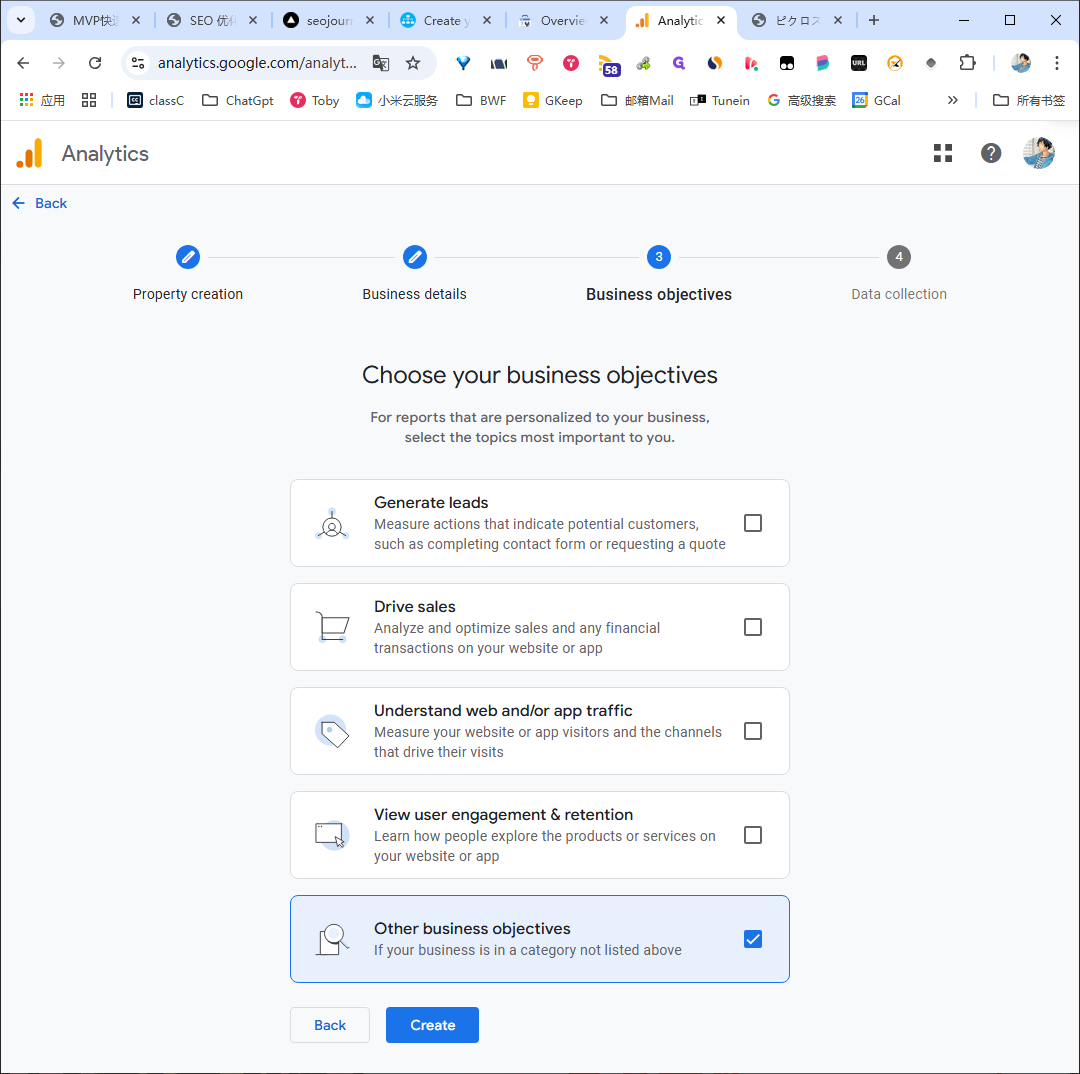 MVP快
SEO 优
seojourn
Create y
Overvie
Analytic
ピクロス
analytics.google.com/analyt...
58
URL
应用
classC
ChatGpt
Toby
小米云服务
BWF
GKeep
邮箱Mail
Tunein
高级搜索
26
GCal
所有书签
Analytics
Back
3
4
Property creation
Business details
Business objectives
Data collection
Choose your business objectives
For reports that are personalized to your business,
select the topics most important to you.
Generate leads
Measure actions that indicate potential customers,
such as completing contact form or requesting a quote
Drive sales
Analyze and optimize sales and any financial
transactions on your website or app
Understand web and/or app traffic
Measure your website or app visitors and the channels
that drive their visits
View user engagement & retention
Learn how people explore the products or services on
your website or app
Other business objectives
If your business is in a category not listed above
Back
Create